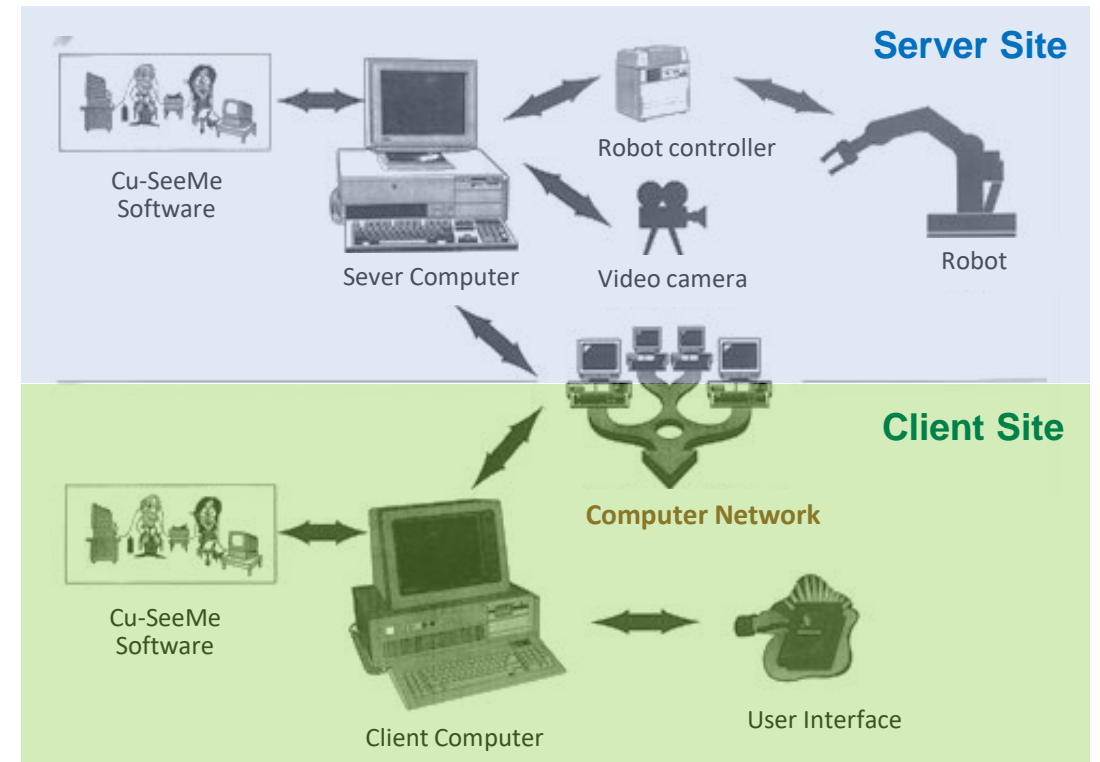 Server Site
Robot controller
Cu-SeeMe
Software
Sever Computer
Video camera
Robot
Client Site
Computer Network
Cu-SeeMe
Software
Client Computer
User Interface